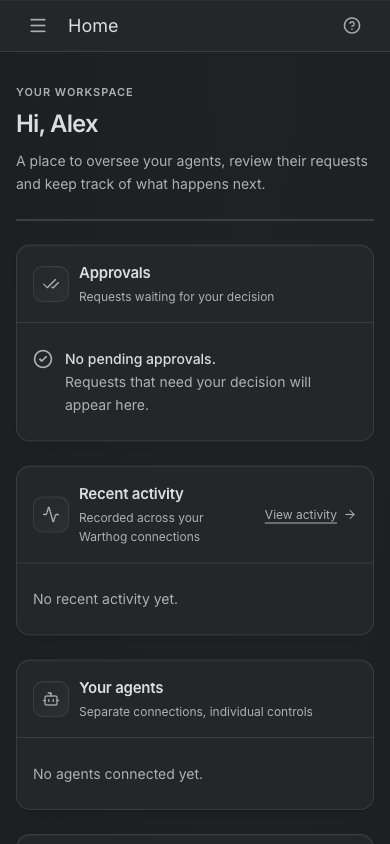 Home
YOUR WORKSPACE
Hi, Alex
A place to oversee your agents, review their requests
and keep track of what happens next.
Approvals
Requests waiting for your decision
No pending approvals.
Requests that need your decision will
appear here.
Recent activity
Recorded across your
Warthog connections
View activity →
No recent activity yet.
Your agents
Separate connections, individual controls
No agents connected yet.